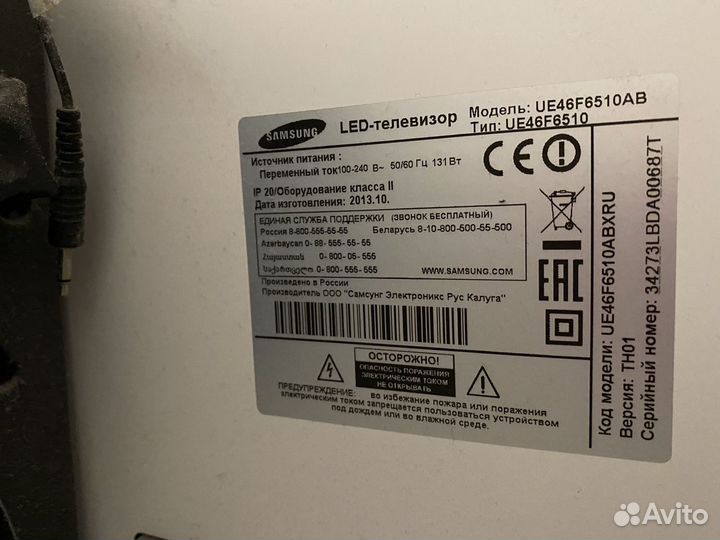 SAMSUNG
LED-телевизор
Модель: UE46F6510AB
Тип: UE46F6510
Источник питания :
Переменный ток100-240 В~ 50/60 Гц 131 Вт
IP 20/Оборудование класса II
Дата изготовления: 2013.10.
CE
ЕДИНАЯ СЛУЖБА ПОДДЕРЖКИ (ЗВОНОК БЕСПЛАТНЫЙ)
Россия 8-800-555-55-55 Беларусь 8-10-800-500-55-500
Azerbaycan 0-88-555-55-55
Հայաստան 0-800-05-555
საქართველო 0-800-555-555 WWW.SAMSUNG.COM
Произведено в России
Производитель ООО "Самсунг Электроникс Рус Калуга"
EAC
ОСТОРОЖНО!
ОПАСНОСТЬ ПОРАЖЕНИЯ
ЭЛЕКТРИЧЕСКИМ ТОКОМ
НЕ ОТКРЫВАТЬ
ПРЕДУПРЕЖДЕНИЕ: во избежание пожара или поражения
электрическим током запрещается пользоваться устройством
под дождем или во влажной среде.
Код модели: UE46F6510ABXRU
Версия: TH01
Серийный номер: 34273LBDA00687T
Avito